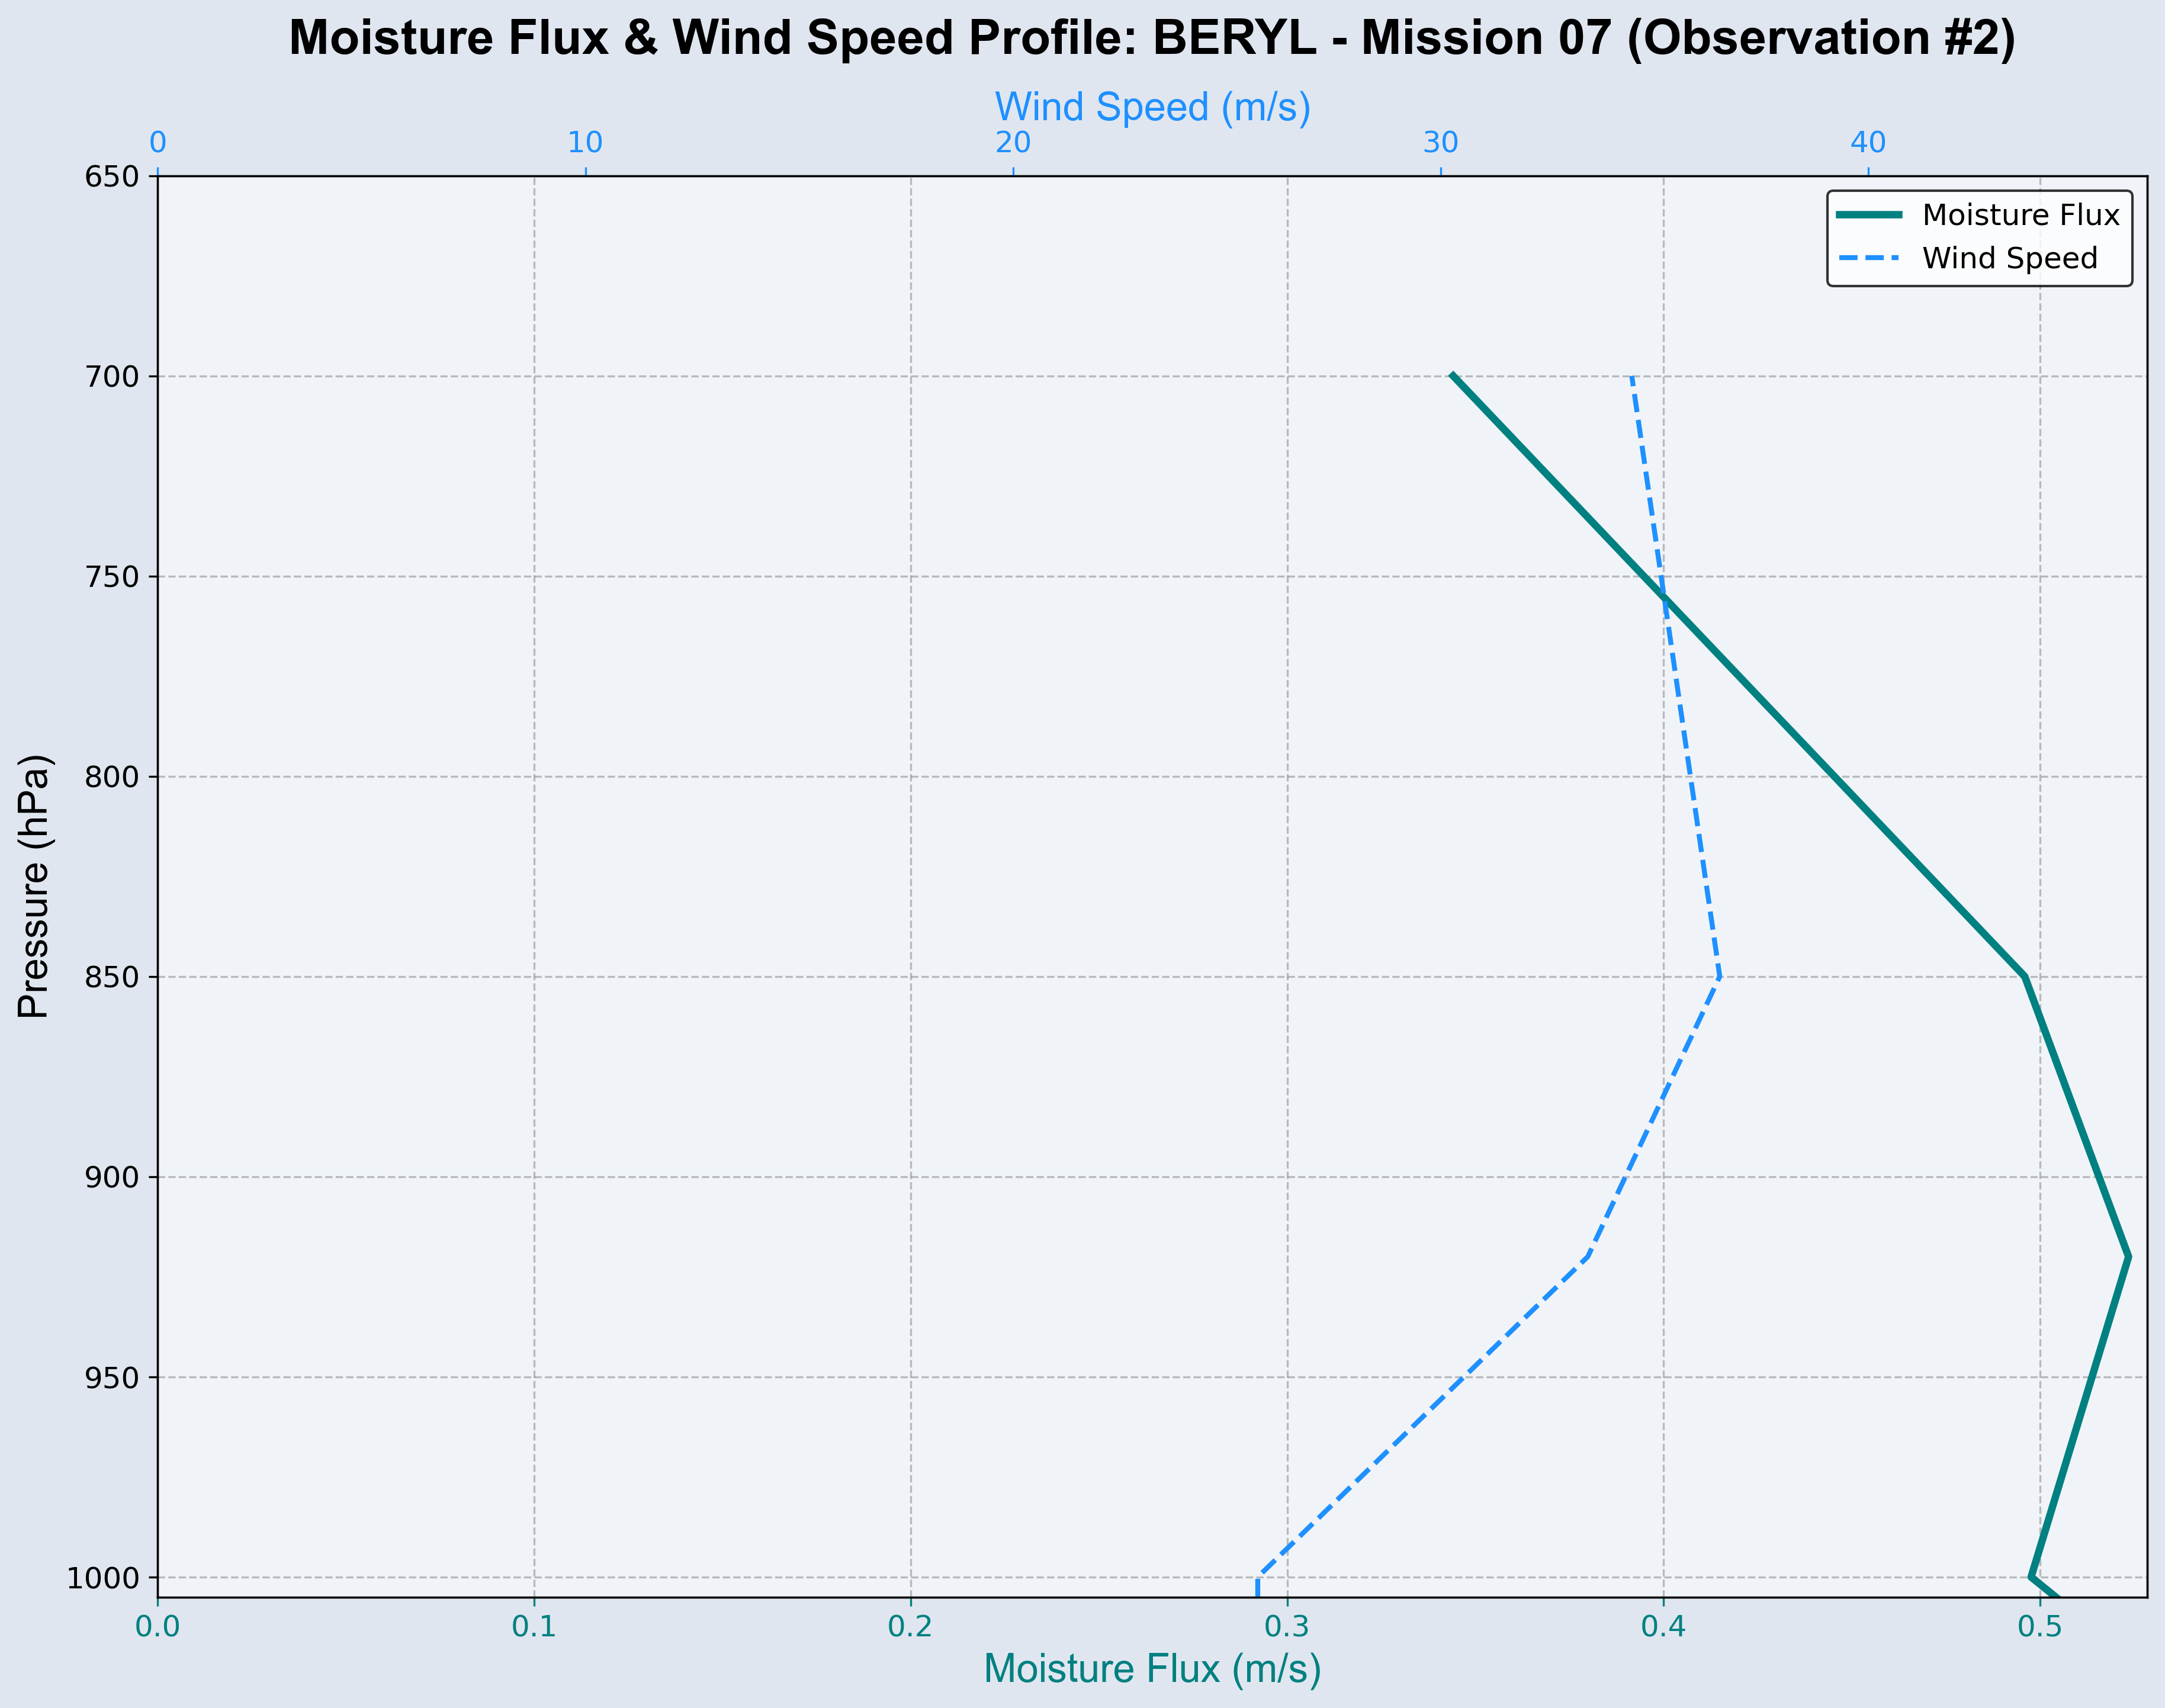 Moisture Flux & Wind Speed Profile: BERYL - Mission 07 (Observation #2)
Wind Speed (m/s)
0 10 20 30 40
Moisture Flux
Wind Speed
650
700
750
800
850
900
950
1000
Pressure (hPa)
0.0 0.1 0.2 0.3 0.4 0.5
Moisture Flux (m/s)